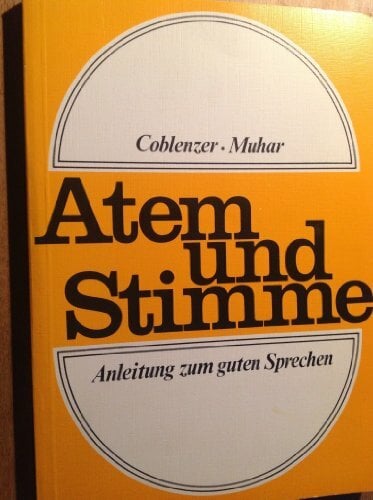 Coblenzer • Muhar
Atem
und
Stimme
Anleitung zum guten Sprechen